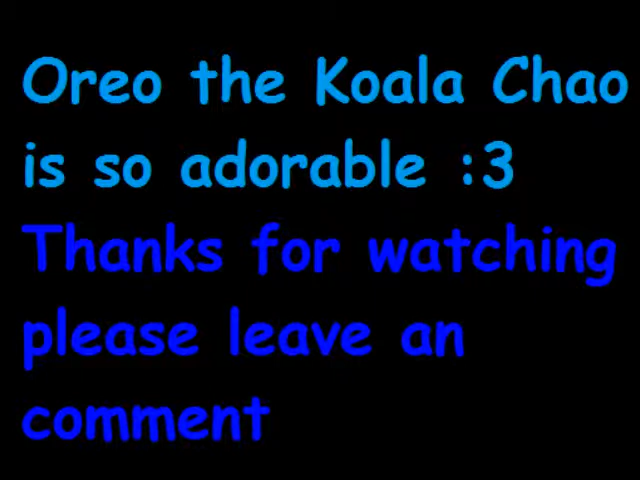 Oreo the Koala Chao
is so adorable :3
Thanks for watching
please leave an
comment